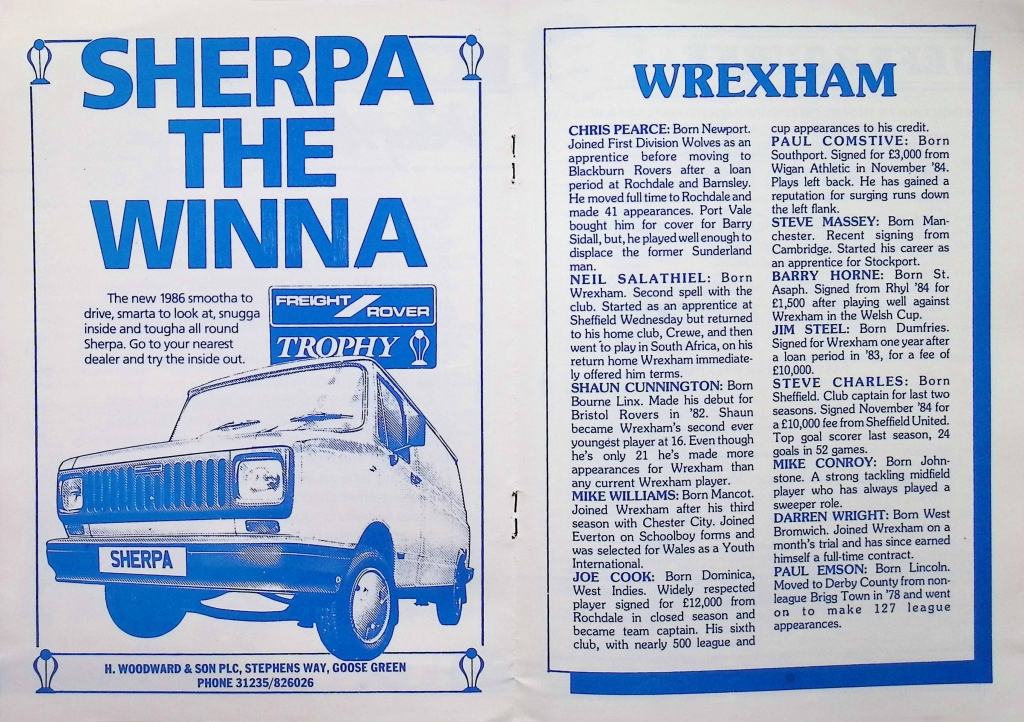 SHERPA
THE
WINNA
The new 1986 smootha to
drive, smarta to look at, snugga
inside and tougha all round
Sherpa. Go to your nearest
dealer and try the inside out.
FREIGHT ROVER
TROPHY
SHERPA
H. WOODWARD & SON PLC, STEPHENS WAY, GOOSE GREEN
PHONE 31235/826026
WREXHAM
CHRIS PEARCE: Born Newport.
Joined First Division Wolves as an
apprentice before moving to
Blackburn Rovers after a loan
period at Rochdale and Barnsley.
He moved full time to Rochdale and
made 41 appearances. Port Vale
bought him for cover for Barry
Sidall, but, he played well enough to
displace the former Sunderland
man.
NEIL SALATHIEL: Born
Wrexham. Second spell with the
club. Started as an apprentice at
Sheffield Wednesday but returned
to his home club, Crewe, and then
went to play in South Africa, on his
return home Wrexham immediate-
ly offered him terms.
SHAUN CUNNINGTON: Born
Bourne Linx. Made his debut for
Bristol Rovers in '82. Shaun
became Wrexham's second ever
youngest player at 16. Even though
he's only 21 he's made more
appearances for Wrexham than
any current Wrexham player.
MIKE WILLIAMS: Born Mancot.
Joined Wrexham after his third
season with Chester City. Joined
Everton on Schoolboy forms and
was selected for Wales as a Youth
International.
JOE COOK: Born Dominica,
West Indies. Widely respected
player signed for £12,000 from
Rochdale in closed season and
became team captain. His sixth
club, with nearly 500 league and
cup appearances to his credit.
PAUL COMSTIVE: Born
Southport. Signed for £3,000 from
Wigan Athletic in November '84.
Plays left back. He has gained a
reputation for surging runs down
the left flank.
STEVE MASSEY: Born Man-
chester. Recent signing from
Cambridge. Started his career as
an apprentice for Stockport.
BARRY HORNE: Born St.
Asaph. Signed from Rhyl '84 for
£1,500 after playing well against
Wrexham in the Welsh Cup.
JIM STEEL: Born Dumfries.
Signed for Wrexham one year after
a loan period in '83, for a fee of
£10,000.
STEVE CHARLES: Born
Sheffield. Club captain for last two
seasons. Signed November '84 for
a £10,000 fee from Sheffield United.
Top goal scorer last season, 24
goals in 52 games.
MIKE CONROY: Born John-
stone. A strong tackling midfield
player who has always played a
sweeper role.
DARREN WRIGHT: Born West
Bromwich. Joined Wrexham on a
month's trial and has since earned
himself a full-time contract.
PAUL EMSON: Born Lincoln.
Moved to Derby County from non-
league Brigg Town in '78 and went
on to make 127 league
appearances.